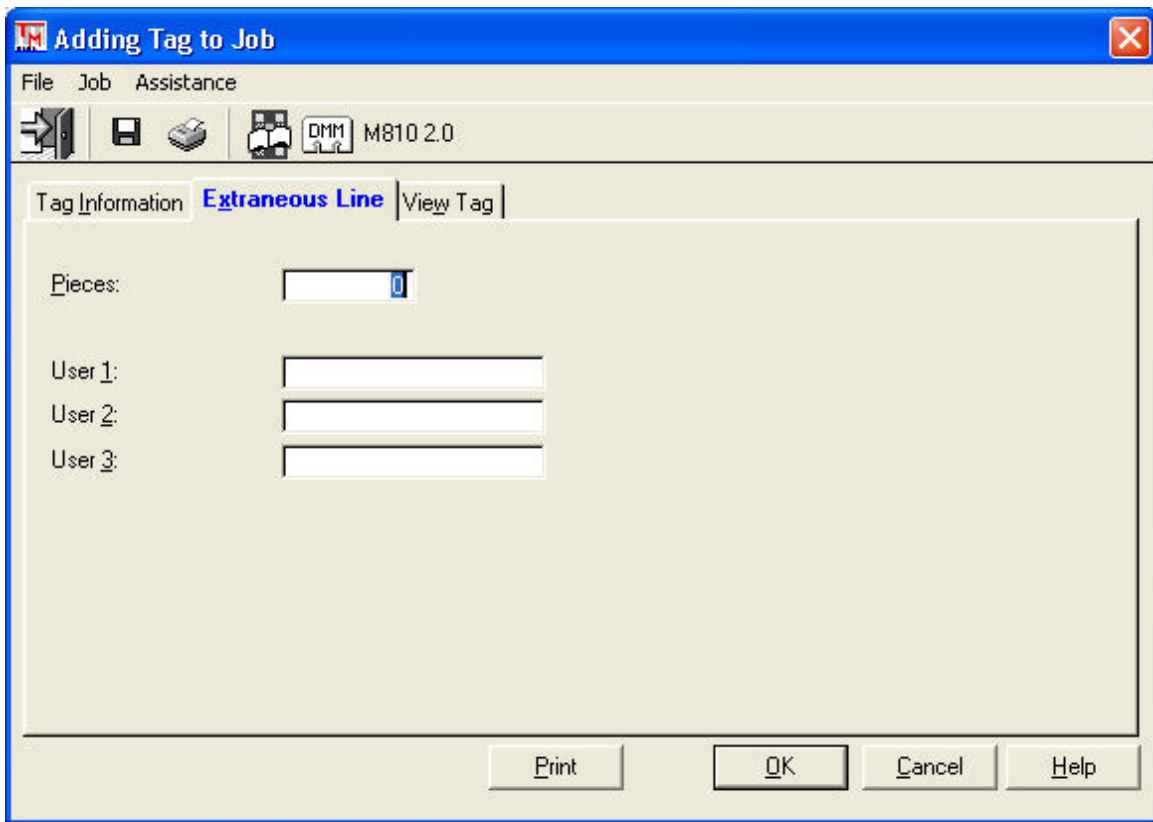 TM Adding Tag to Job
File Job Assistance
DMM M810 2.0
Tag Information Extraneous Line View Tag
Pieces: 0
User 1:
User 2:
User 3:
Print OK Cancel Help